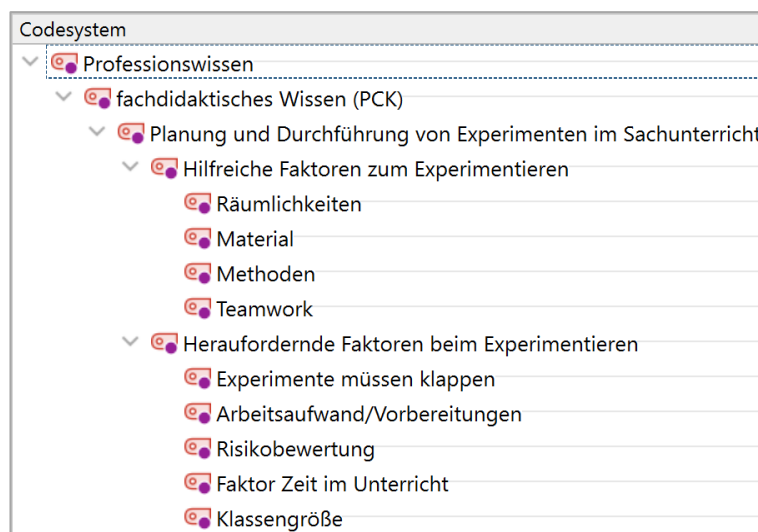 Codesystem
Professionswissen
fachdidaktisches Wissen (PCK)
Planung und Durchführung von Experimenten im Sachunterricht
Hilfreiche Faktoren zum Experimentieren
Räumlichkeiten
Material
Methoden
Teamwork
Heraufordernde Faktoren beim Experimentieren
Experimente müssen klappen
Arbeitsaufwand/Vorbereitungen
Risikobewertung
Faktor Zeit im Unterricht
Klassengröße